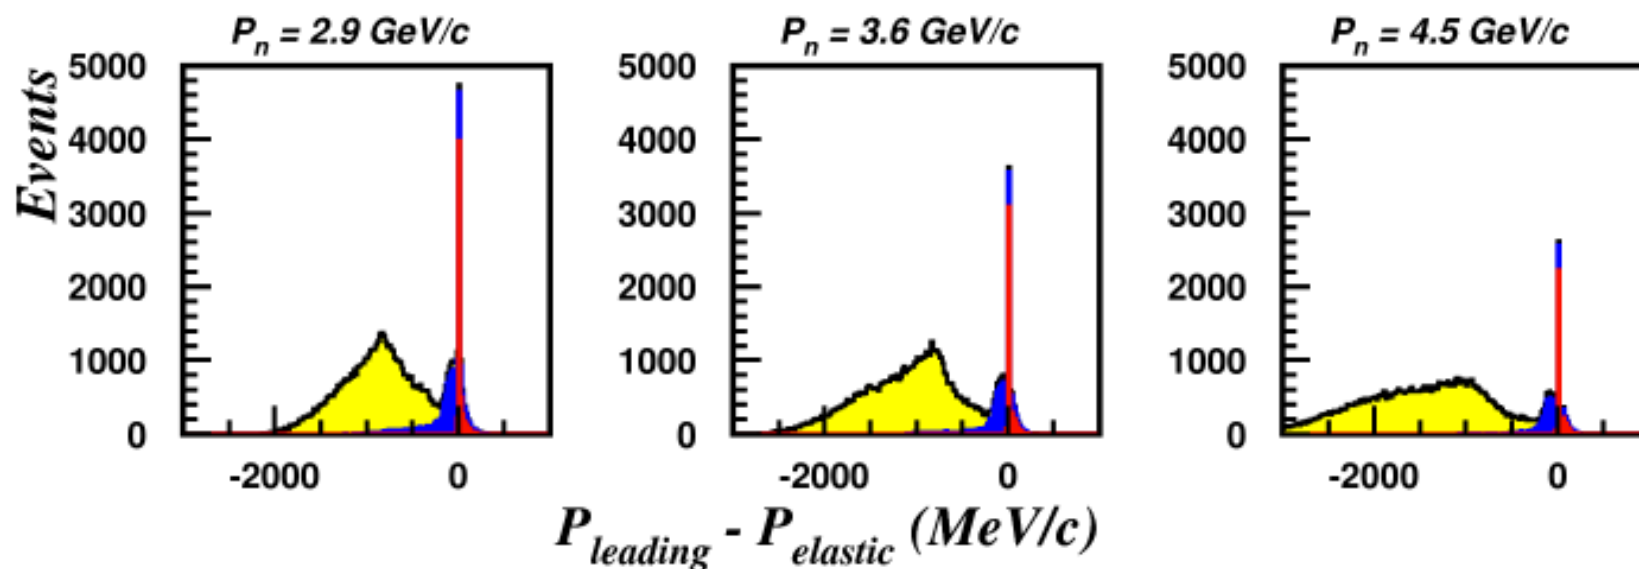 P_n = 2.9 GeV/c P_n = 3.6 GeV/c P_n = 4.5 GeV/c
Events
5000 5000 5000
4000 4000 4000
3000 3000 3000
2000 2000 2000
1000 1000 1000
0 0 0
-2000 0 -2000 0 -2000 0
P_leading - P_elastic (MeV/c)